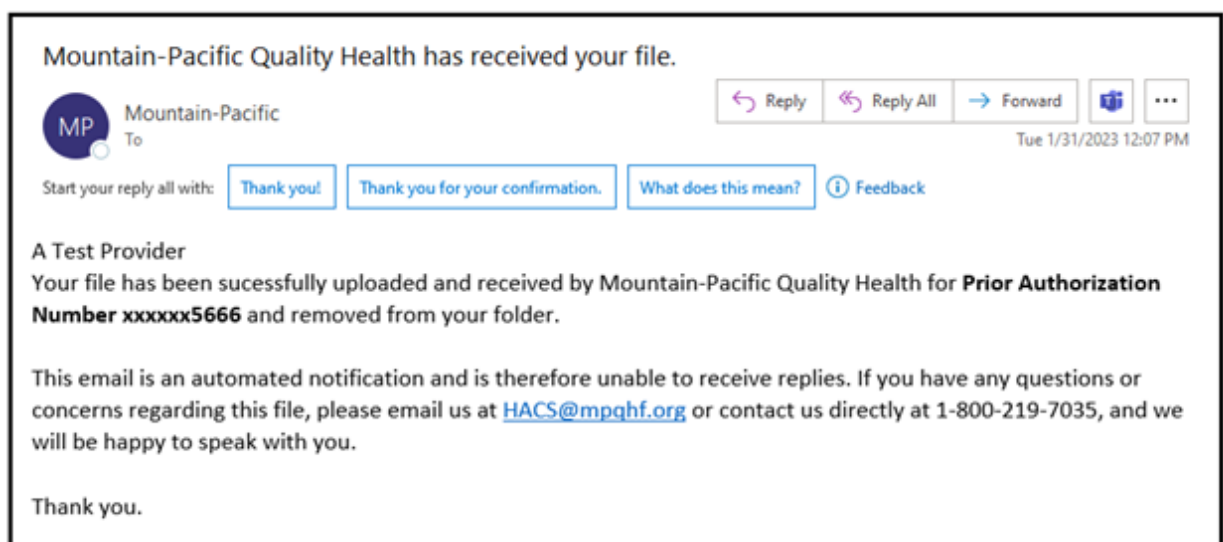 Mountain-Pacific Quality Health has received your file.
MP
Mountain-Pacific
To
Reply
Reply All
Forward
Tue 1/31/2023 12:07 PM
Start your reply all with:
Thank you!
Thank you for your confirmation.
What does this mean?
Feedback
A Test Provider
Your file has been sucessfully uploaded and received by Mountain-Pacific Quality Health for Prior Authorization
Number xxxxxx5666 and removed from your folder.
This email is an automated notification and is therefore unable to receive replies. If you have any questions or
concerns regarding this file, please email us at HACS@mpqhf.org or contact us directly at 1-800-219-7035, and we
will be happy to speak with you.
Thank you.